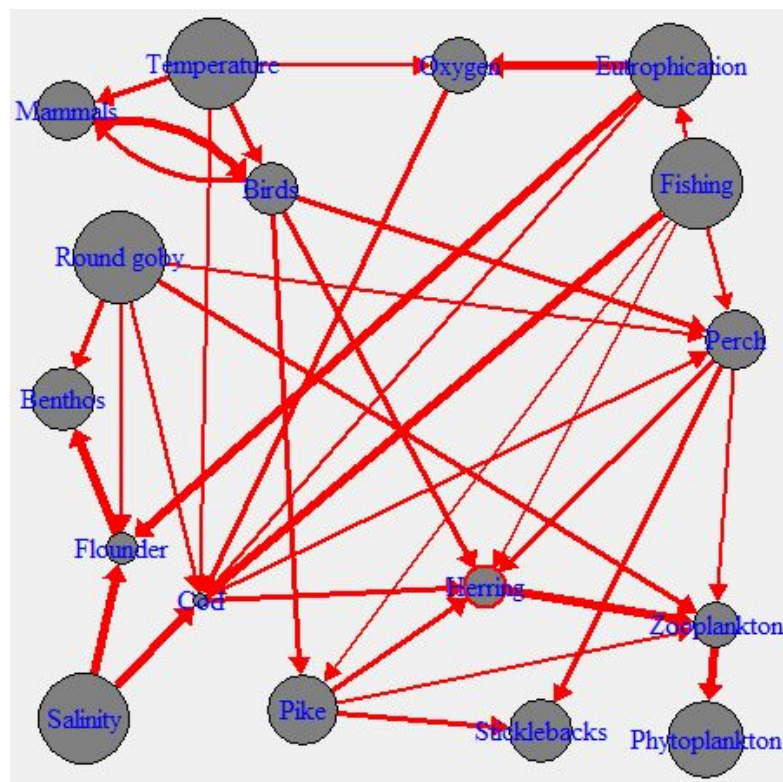 Temperature
Oxygen
Eutrophication
Mammals
Birds
Fishing
Round goby
Perch
Benthos
Flounder
Cod
Herring
Zooplankton
Salinity
Pike
Sticklebacks
Phytoplankton